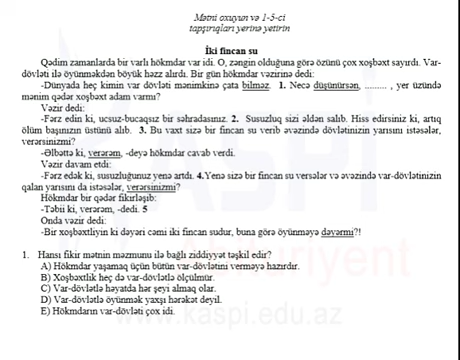 Mətni oxuyun və 1-5-ci
tapşırıqları yerinə yetirin
İki fincan su
Qədim zamanlarda bir varlı hökmdar var idi. O, zəngin olduğuna görə özünü çox xoşbəxt sayırdı. Var-
dövləti ilə öyünməkdən böyük həzz alırdı. Bir gün hökmdar vəzirinə dedi:
-Dünyada heç kimin var dövləti mənimkinə çata bilməz. 1. Necə düşünürsən, ......... , yer üzündə
mənim qədər xoşbəxt adam varmı?
Vəzir dedi:
-Fərz edin ki, ucsuz-bucaqsız bir səhradasınız. 2. Susuzluq sizi əldən salıb. Hiss edirsiniz ki, artıq
ölüm başınızın üstünü alıb. 3. Bu vaxt sizə bir fincan su verib əvəzində dövlətinizin yarısını istəsələr,
verərsinizmi?
-Əlbəttə ki, verərəm, -deyə hökmdar cavab verdi.
Vəzir davam etdi:
-Fərz edək ki, susuzluğunuz yenə artdı. 4.Yenə sizə bir fincan su versələr və əvəzində var-dövlətinizin
qalan yarısını da istəsələr, verərsinizmi?
Hökmdar bir qədər fikirləşib:
-Təbii ki, verərəm, -dedi. 5
Onda vəzir dedi:
-Bir xoşbəxtliyin ki dəyəri cəmi iki fincan sudur, buna görə öyünməyə dəyərmi?!
1. Hansı fikir mətnin məzmunu ilə bağlı ziddiyyət təşkil edir?
A) Hökmdar yaşamaq üçün bütün var-dövlətini verməyə hazırdır.
B) Xoşbəxtlik heç də var-dövlətlə ölçülmür.
C) Var-dövlətlə həyatda hər şeyi almaq olar.
D) Var-dövlətlə öyünmək yaxşı hərəkət deyil.
E) Hökmdarın var-dövləti çox idi.
www.kaspi.edu.az